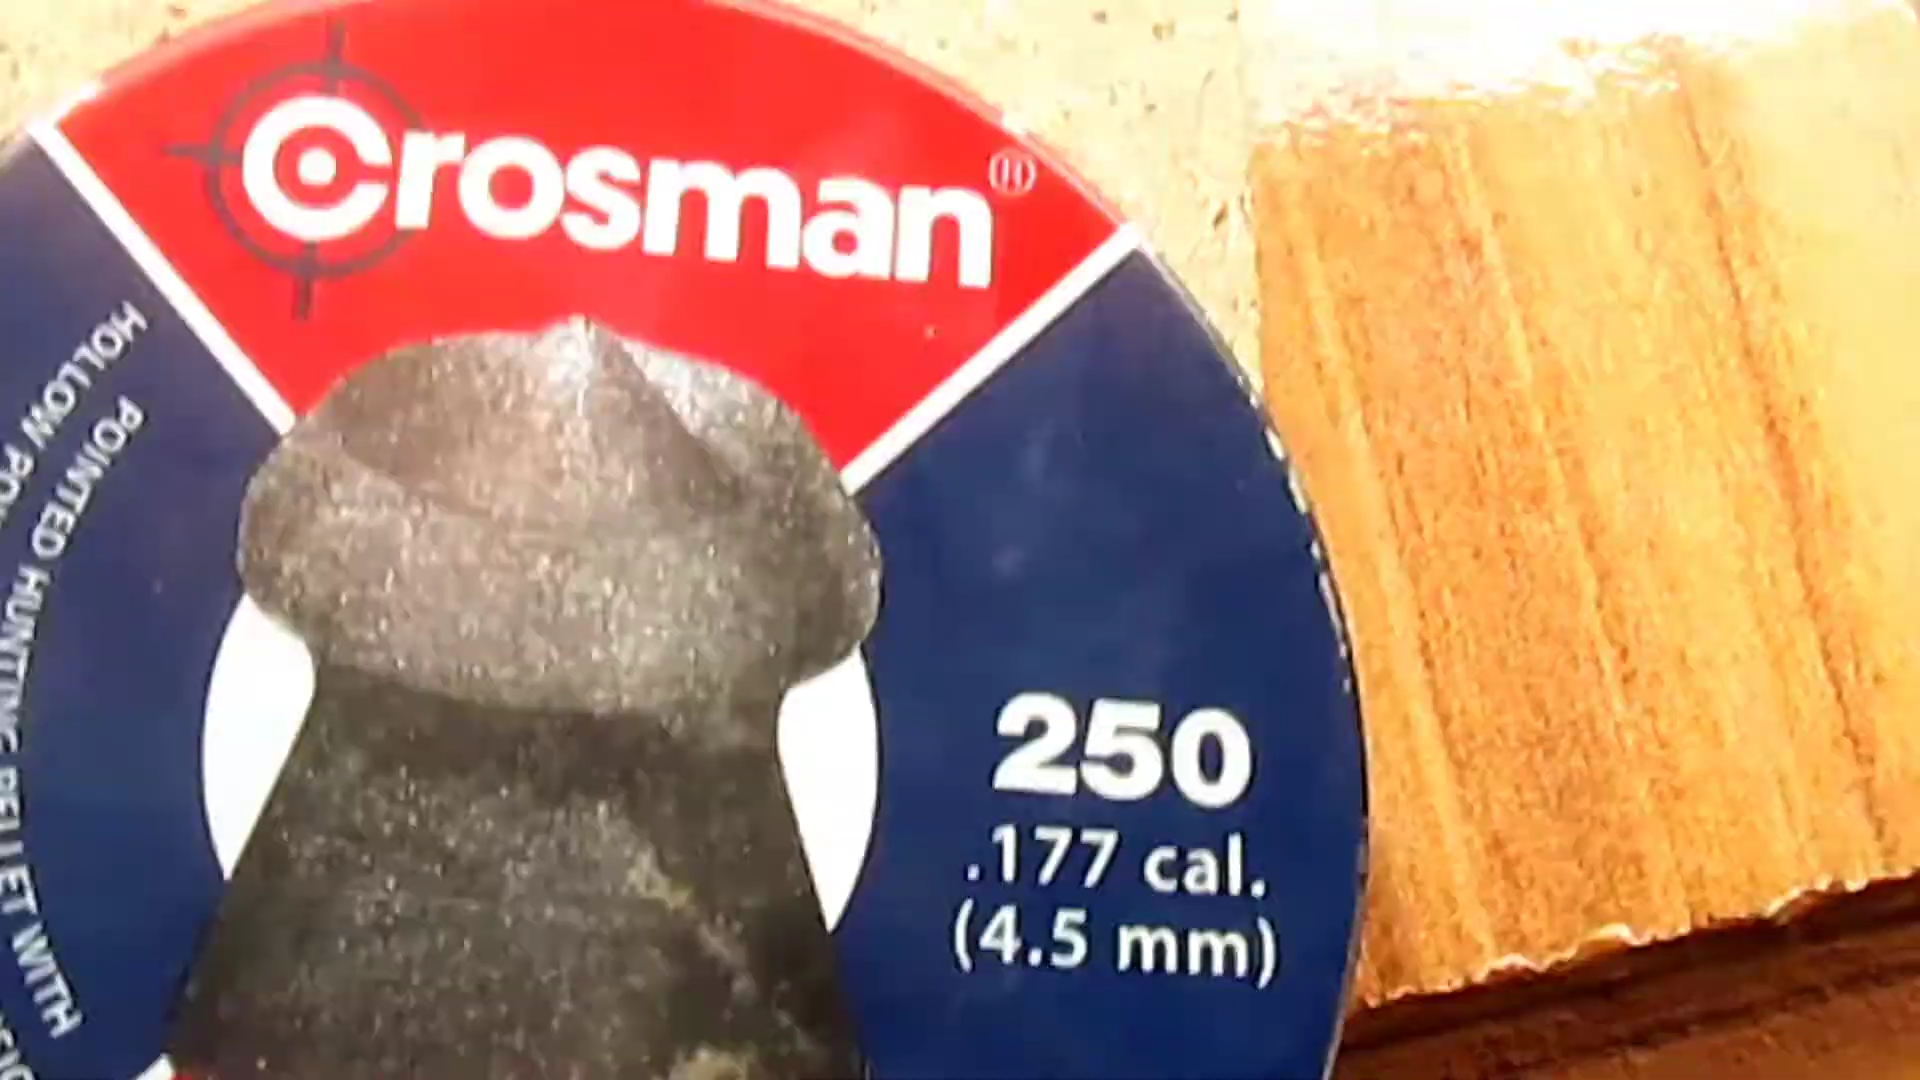 Crosman®
250
.177 cal.
(4.5 mm)
POINTED HUNTING PELLET WITH
HOLLOW